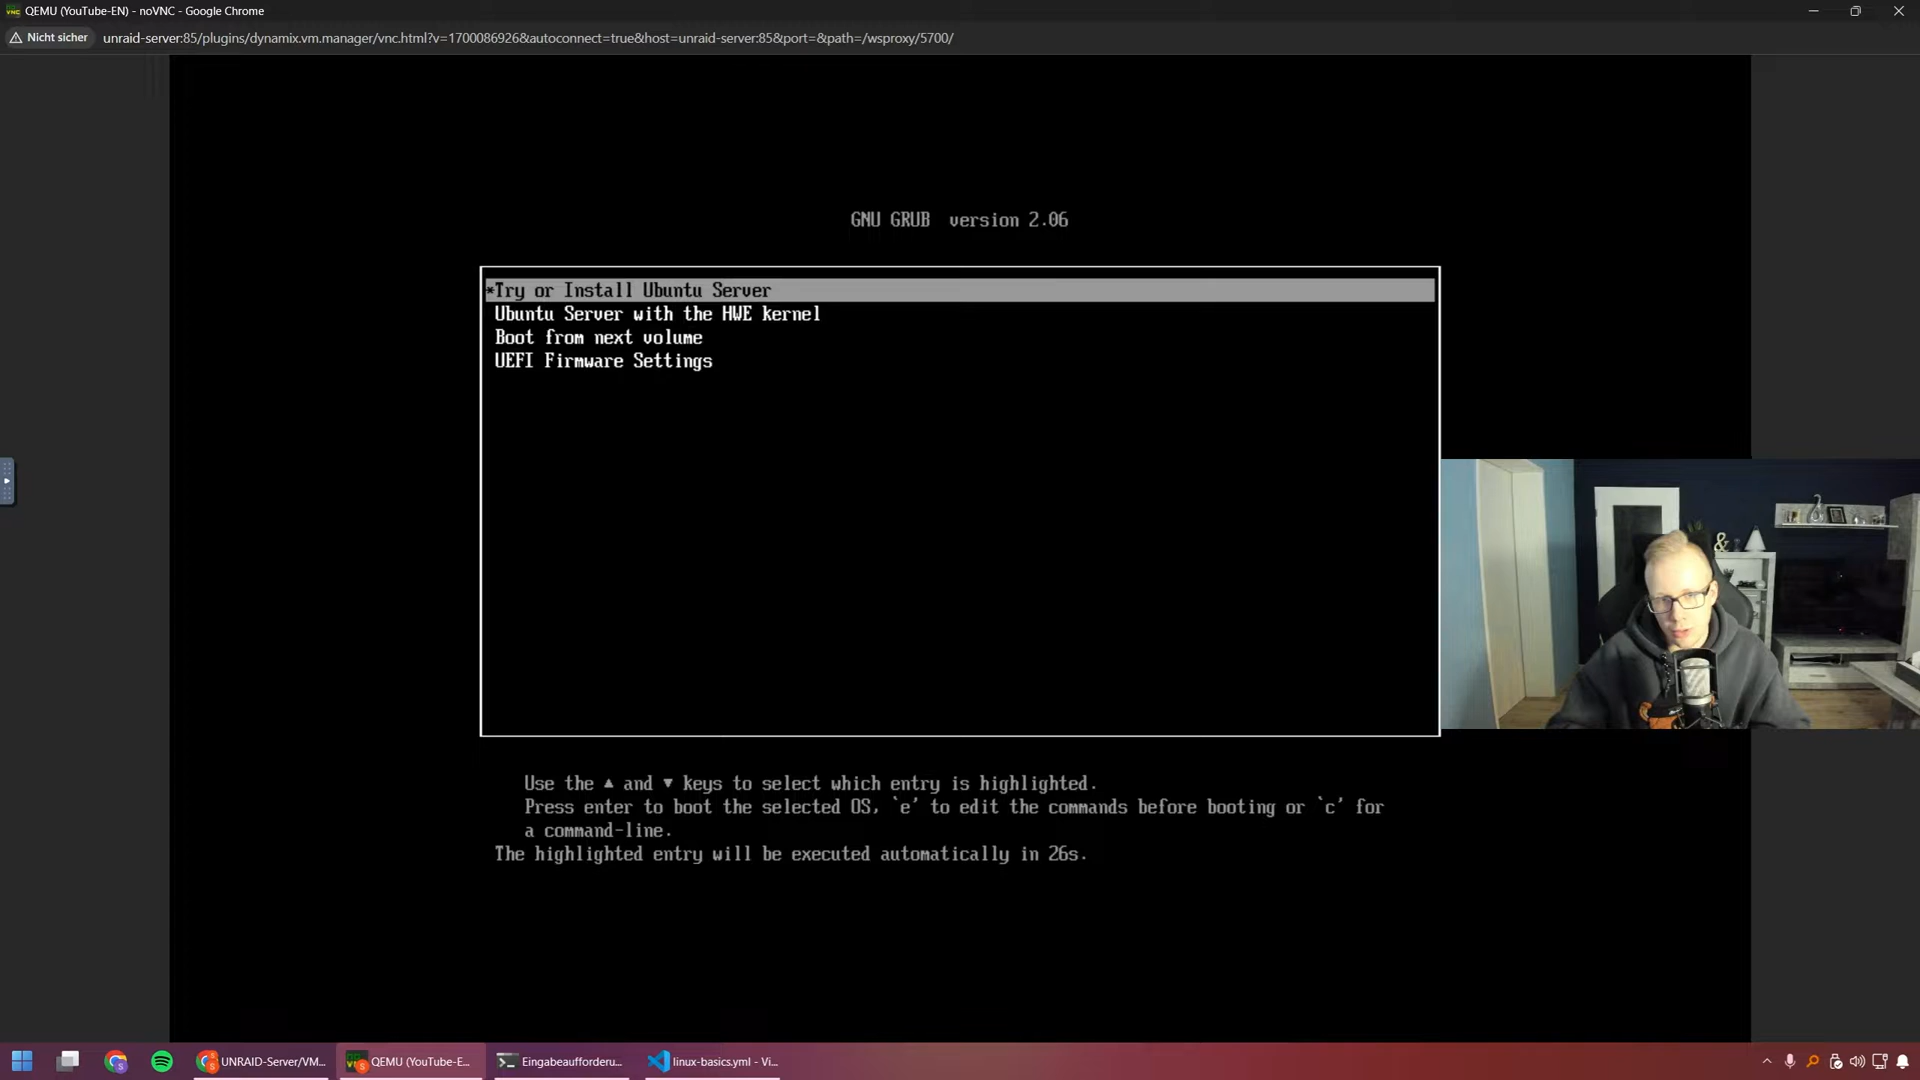 QEMU (YouTube-EN) - noVNC - Google Chrome
Nicht sicher
unraid-server:85/plugins/dynamix.vm.manager/vnc.html?v=1700086926&autoconnect=true&host=unraid-server:85&port=&path=/wsproxy/5700/
GNU GRUB version 2.06
*Try or Install Ubuntu Server
Ubuntu Server with the HWE kernel
Boot from next volume
UEFI Firmware Settings
&
Use the ▲ and ▼ keys to select which entry is highlighted.
Press enter to boot the selected OS, `e' to edit the commands before booting or `c' for
a command-line.
The highlighted entry will be executed automatically in 26s.
UNRAID-Server/VM...
QEMU (YouTube-E...
Eingabeaufforderu...
linux-basics.yml - Vi...